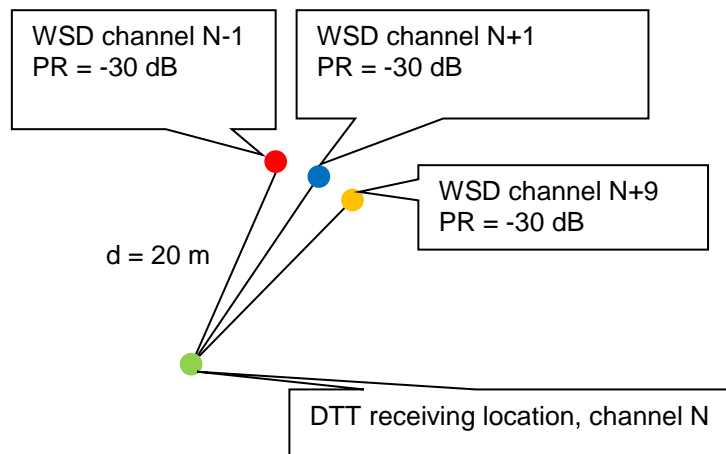 WSD channel N-1
PR = -30 dB
WSD channel N+1
PR = -30 dB
WSD channel N+9
PR = -30 dB
d = 20 m
DTT receiving location, channel N